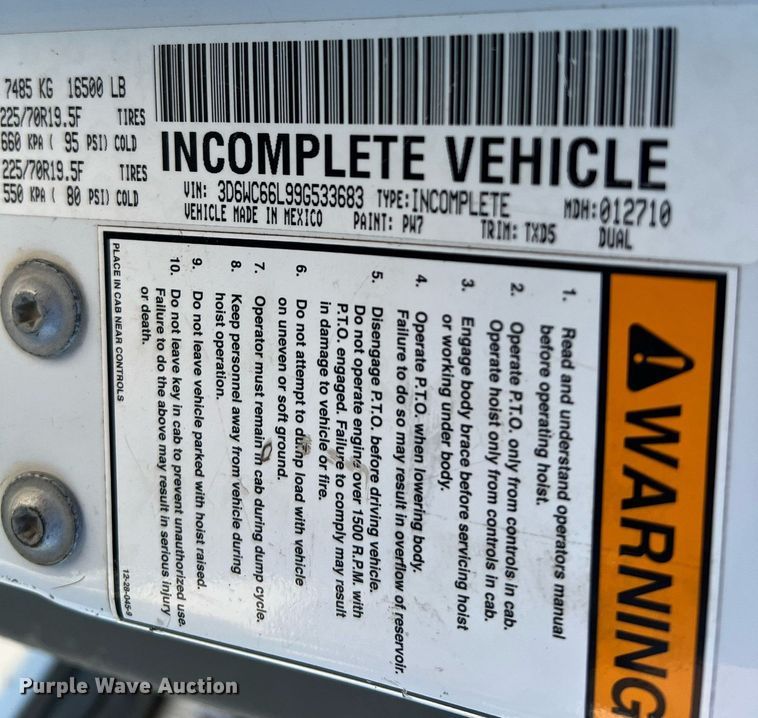 7485 KG 16500 LB
225/70R19.5F TIRES
660 KPA ( 95 PSI) COLD
225/70R19.5F TIRES
550 KPA ( 80 PSI) COLD
INCOMPLETE VEHICLE
VIN: 3D6WC66L99G533683 TYPE: INCOMPLETE MDH: 012710
VEHICLE MADE IN MEXICO PAINT: PW7 TRIM: TXD5 DUAL
WARNING
1. Read and understand operators manual
before operating hoist.
2. Operate P.T.O. only from controls in cab.
Operate hoist only from controls in cab.
3. Engage body brace before servicing hoist
or working under body.
4. Operate P.T.O. when lowering body.
Failure to do so may result in overflow of reservoir.
5. Disengage P.T.O. before driving vehicle.
Do not operate engine over 1500 R.P.M. with
P.T.O. engaged. Failure to comply may result
in damage to vehicle or fire.
6. Do not attempt to dump load with vehicle
on uneven or soft ground.
7. Operator must remain in cab during dump cycle.
8. Keep personnel away from vehicle during
hoist operation.
9. Do not leave vehicle parked with hoist raised.
10. Do not leave key in cab to prevent unauthorized use.
Failure to do the above may result in serious injury
or death.
PLACE IN CAB NEAR CONTROLS 12-28-045-9
Purple Wave Auction